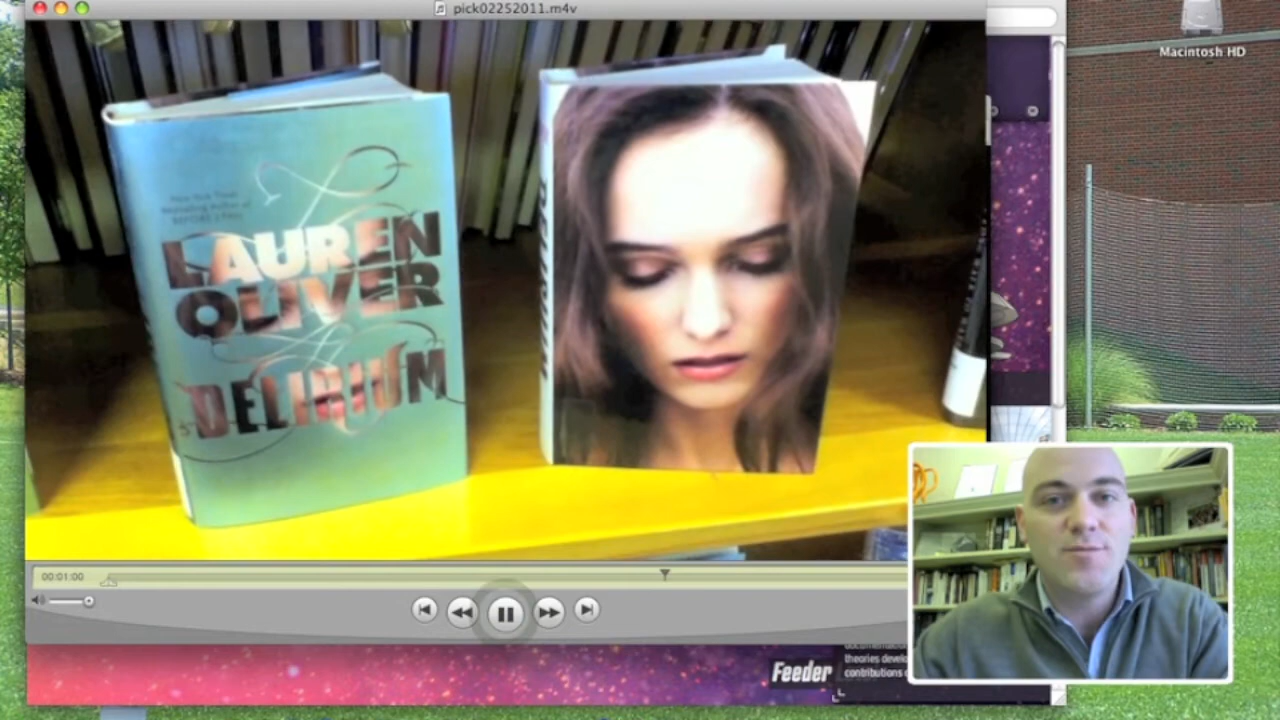 pick02252011.m4v
Macintosh HD
New York Times
Bestselling Author of
BEFORE I FALL
LAUREN
OLIVER
DELIRIUM
00:01:00
Feeder
theories develo
contributions